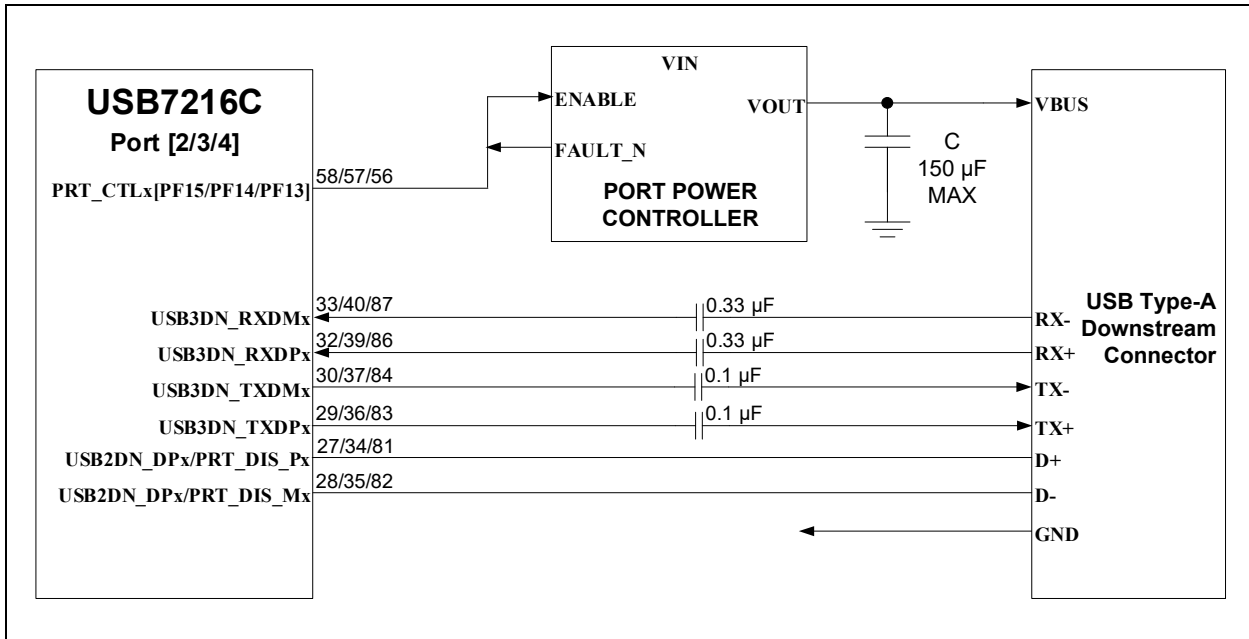 USB7216C
Port [2/3/4]
PRT_CTLx[PF15/PF14/PF13]
58/57/56
VIN
ENABLE
VOUT
FAULT_N
PORT POWER
CONTROLLER
C
150 µF
MAX
VBUS
USB Type-A
Downstream
Connector
USB3DN_RXDMx
33/40/87
0.33 µF
RX-
USB3DN_RXDPx
32/39/86
0.33 µF
RX+
USB3DN_TXDMx
30/37/84
0.1 µF
TX-
USB3DN_TXDPx
29/36/83
0.1 µF
TX+
USB2DN_DPx/PRT_DIS_Px
27/34/81
D+
USB2DN_DPx/PRT_DIS_Mx
28/35/82
D-
GND